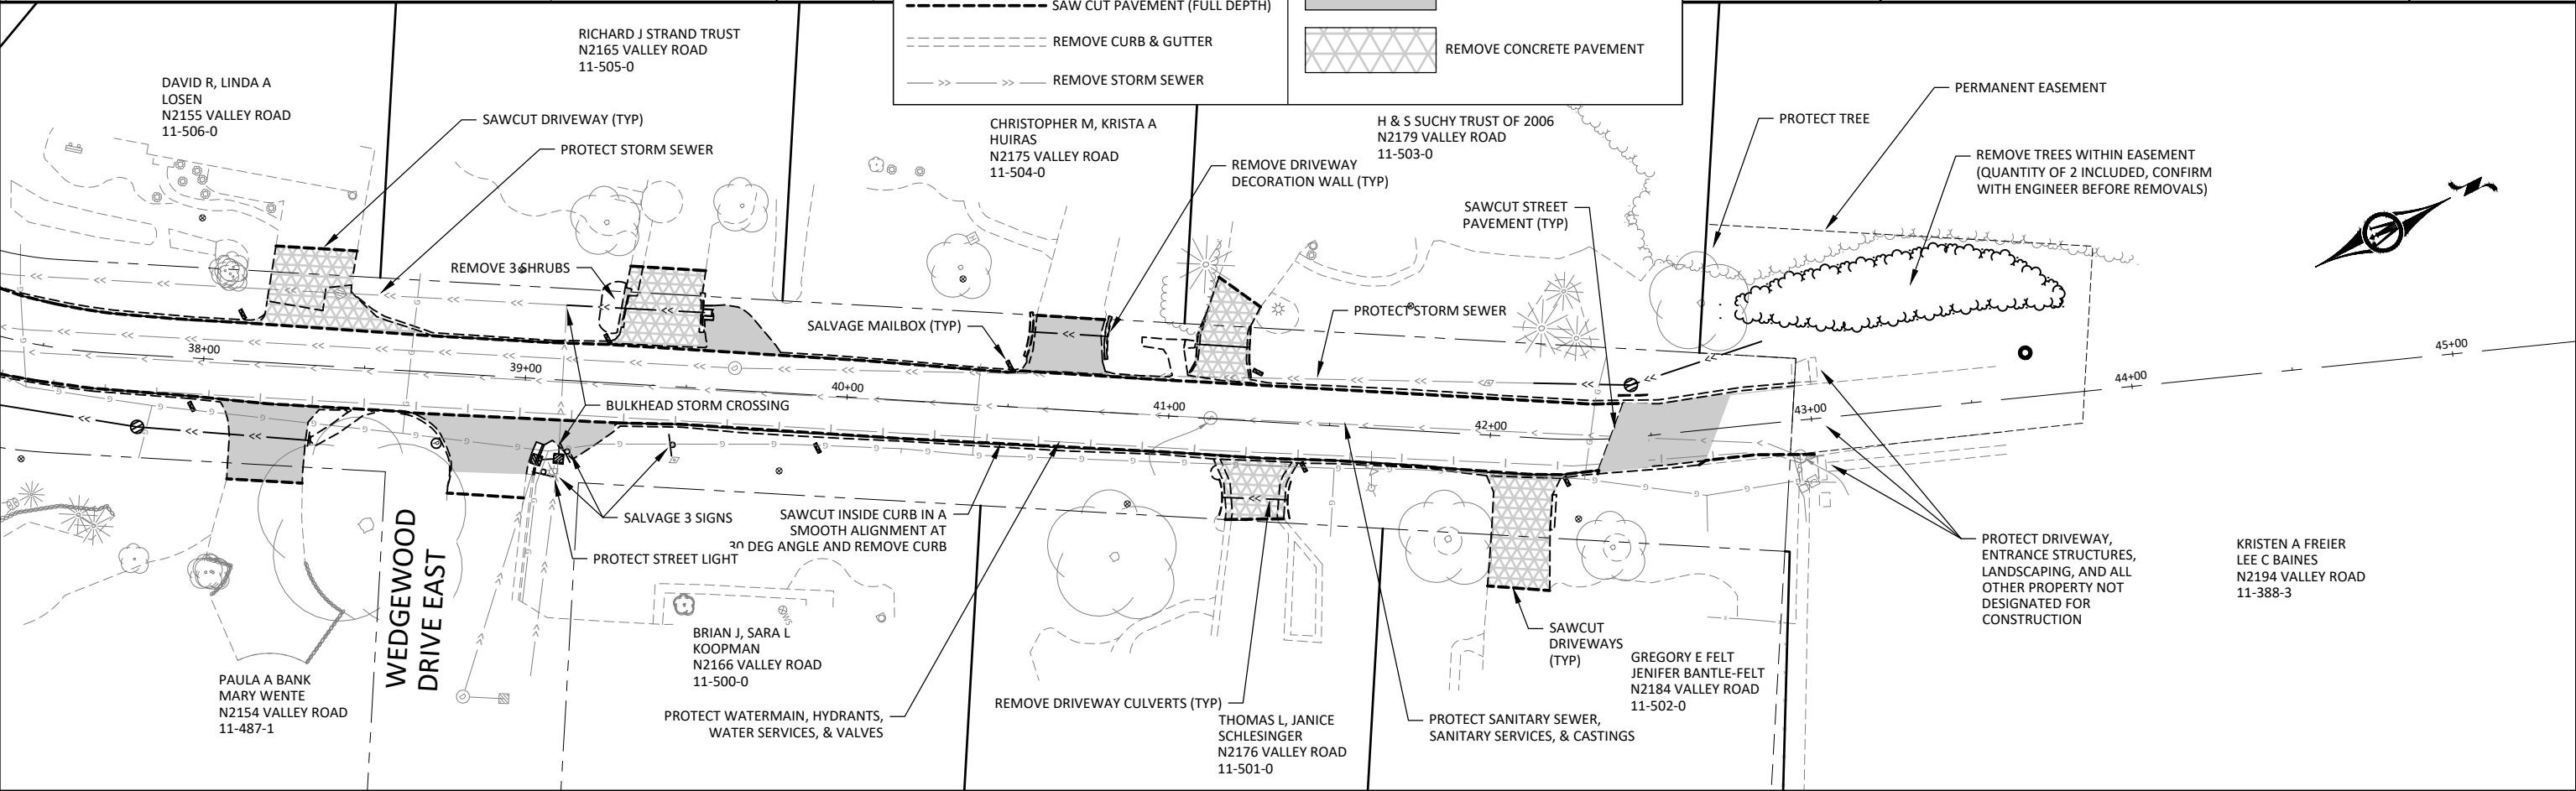 SAW CUT PAVEMENT (FULL DEPTH)
REMOVE CURB & GUTTER
>> >> REMOVE STORM SEWER
REMOVE CONCRETE PAVEMENT
RICHARD J STRAND TRUST
N2165 VALLEY ROAD
11-505-0
DAVID R, LINDA A
LOSEN
N2155 VALLEY ROAD
11-506-0
SAWCUT DRIVEWAY (TYP)
PROTECT STORM SEWER
CHRISTOPHER M, KRISTA A
HUIRAS
N2175 VALLEY ROAD
11-504-0
REMOVE DRIVEWAY
DECORATION WALL (TYP)
H & S SUCHY TRUST OF 2006
N2179 VALLEY ROAD
11-503-0
SAWCUT STREET
PAVEMENT (TYP)
PROTECT TREE
PERMANENT EASEMENT
REMOVE TREES WITHIN EASEMENT
(QUANTITY OF 2 INCLUDED, CONFIRM
WITH ENGINEER BEFORE REMOVALS)
REMOVE 3 SHRUBS
SALVAGE MAILBOX (TYP)
PROTECT STORM SEWER
38+00
39+00
40+00
41+00
42+00
43+00
44+00
45+00
BULKHEAD STORM CROSSING
SALVAGE 3 SIGNS
PROTECT STREET LIGHT
SAWCUT INSIDE CURB IN A
SMOOTH ALIGNMENT AT
30 DEG ANGLE AND REMOVE CURB
WEDGEWOOD
DRIVE EAST
PAULA A BANK
MARY WENTE
N2154 VALLEY ROAD
11-487-1
BRIAN J, SARA L
KOOPMAN
N2166 VALLEY ROAD
11-500-0
PROTECT WATERMAIN, HYDRANTS,
WATER SERVICES, & VALVES
REMOVE DRIVEWAY CULVERTS (TYP)
THOMAS L, JANICE
SCHLESINGER
N2176 VALLEY ROAD
11-501-0
PROTECT SANITARY SEWER,
SANITARY SERVICES, & CASTINGS
SAWCUT
DRIVEWAYS
(TYP)
GREGORY E FELT
JENIFER BANTLE-FELT
N2184 VALLEY ROAD
11-502-0
PROTECT DRIVEWAY,
ENTRANCE STRUCTURES,
LANDSCAPING, AND ALL
OTHER PROPERTY NOT
DESIGNATED FOR
CONSTRUCTION
KRISTEN A FREIER
LEE C BAINES
N2194 VALLEY ROAD
11-388-3